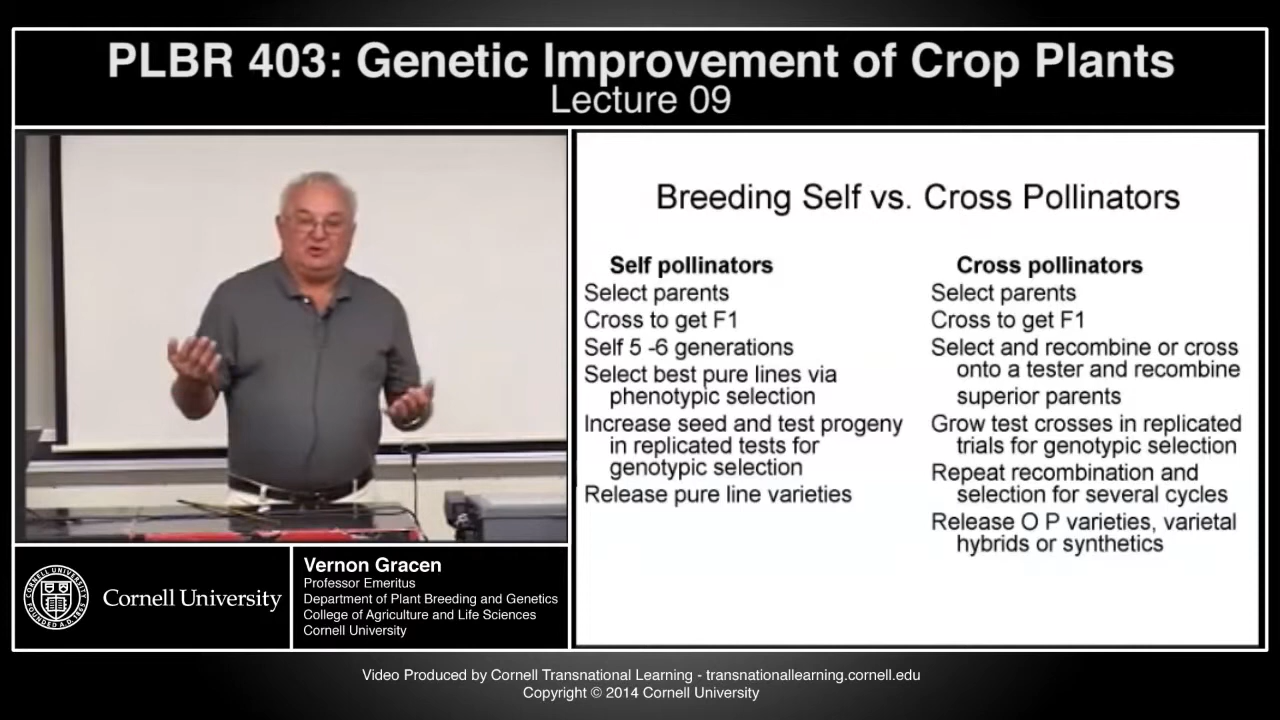 PLBR 403: Genetic Improvement of Crop Plants
Lecture 09
Breeding Self vs. Cross Pollinators
Self pollinators
Select parents
Cross to get F1
Self 5 -6 generations
Select best pure lines via
phenotypic selection
Increase seed and test progeny
in replicated tests for
genotypic selection
Release pure line varieties
Cross pollinators
Select parents
Cross to get F1
Select and recombine or cross
onto a tester and recombine
superior parents
Grow test crosses in replicated
trials for genotypic selection
Repeat recombination and
selection for several cycles
Release O P varieties, varietal
hybrids or synthetics
Cornell University
Vernon Gracen
Professor Emeritus
Department of Plant Breeding and Genetics
College of Agriculture and Life Sciences
Cornell University
Video Produced by Cornell Transnational Learning - transnationallearning.cornell.edu
Copyright © 2014 Cornell University